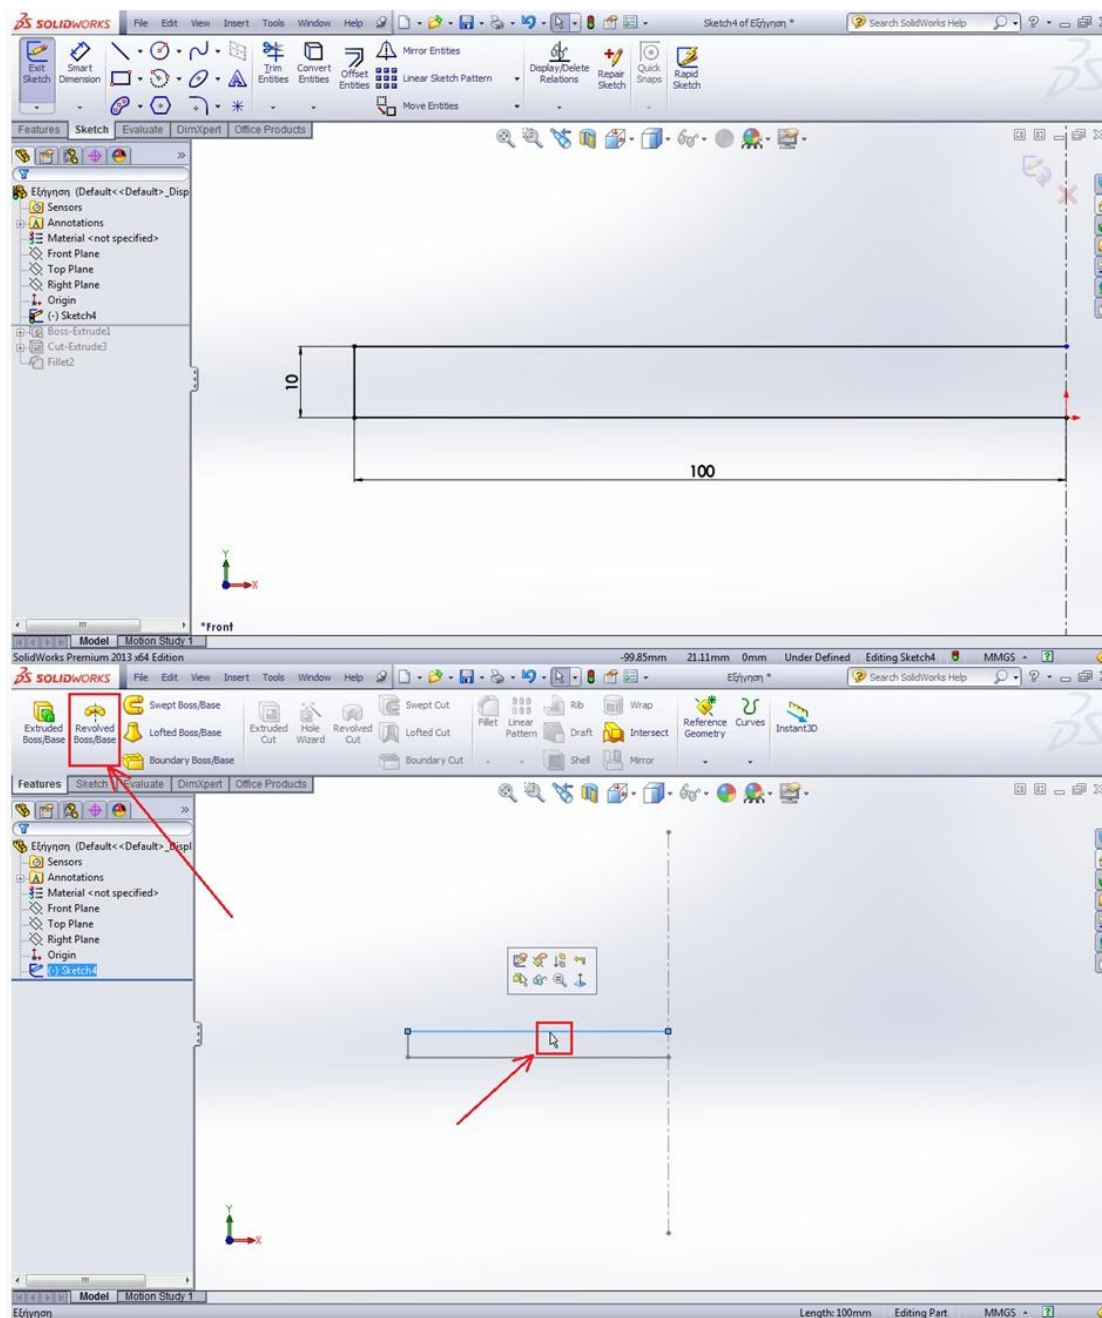 SOLIDWORKS File Edit View Insert Tools Window Help Sketch4 of Εξήγηση * Search SolidWorks Help
Exit Sketch Smart Dimension Trim Entities Convert Entities Offset Entities Mirror Entities Linear Sketch Pattern Move Entities Display/Delete Relations Repair Sketch Quick Snaps Rapid Sketch
Features Sketch Evaluate DimXpert Office Products
Εξήγηση (Default<<Default>_Disp
Sensors
Annotations
Material <not specified>
Front Plane
Top Plane
Right Plane
Origin
(-) Sketch4
Boss-Extrude1
Cut-Extrude3
Fillet2
10
100
Y
X
*Front
Model Motion Study 1
SolidWorks Premium 2013 x64 Edition -99.85mm 21.11mm 0mm Under Defined Editing Sketch4 MMGS
SOLIDWORKS File Edit View Insert Tools Window Help Εξήγηση * Search SolidWorks Help
Extruded Boss/Base Revolved Boss/Base Swept Boss/Base Lofted Boss/Base Boundary Boss/Base Extruded Cut Hole Wizard Revolved Cut Swept Cut Lofted Cut Boundary Cut Fillet Linear Pattern Rib Draft Shell Wrap Intersect Mirror Reference Geometry Curves Instant3D
Features Sketch Evaluate DimXpert Office Products
Εξήγηση (Default<<Default>_Displ
Sensors
Annotations
Material <not specified>
Front Plane
Top Plane
Right Plane
Origin
(-) Sketch4
Y
X
Model Motion Study 1
Εξήγηση Length: 100mm Editing Part MMGS